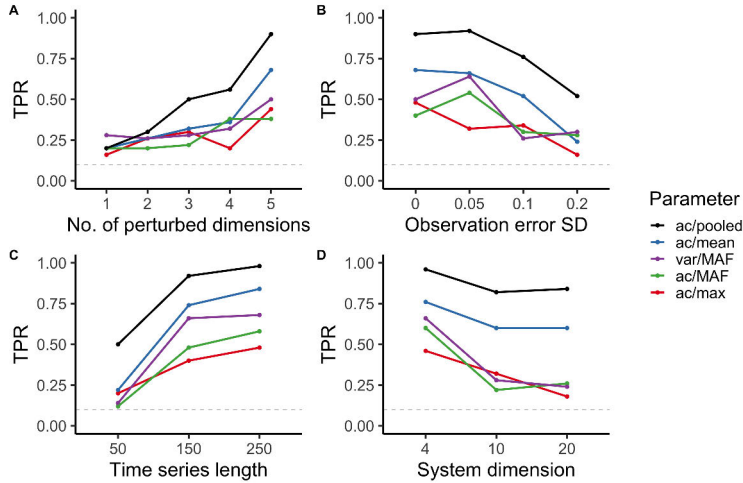 A
B
TPR
1.00
0.75
0.50
0.25
0.00
1 2 3 4 5
No. of perturbed dimensions
TPR
1.00
0.75
0.50
0.25
0.00
0 0.05 0.1 0.2
Observation error SD
C
D
TPR
1.00
0.75
0.50
0.25
0.00
50 150 250
Time series length
TPR
1.00
0.75
0.50
0.25
0.00
4 10 20
System dimension
Parameter
ac/pooled
ac/mean
var/MAF
ac/MAF
ac/max